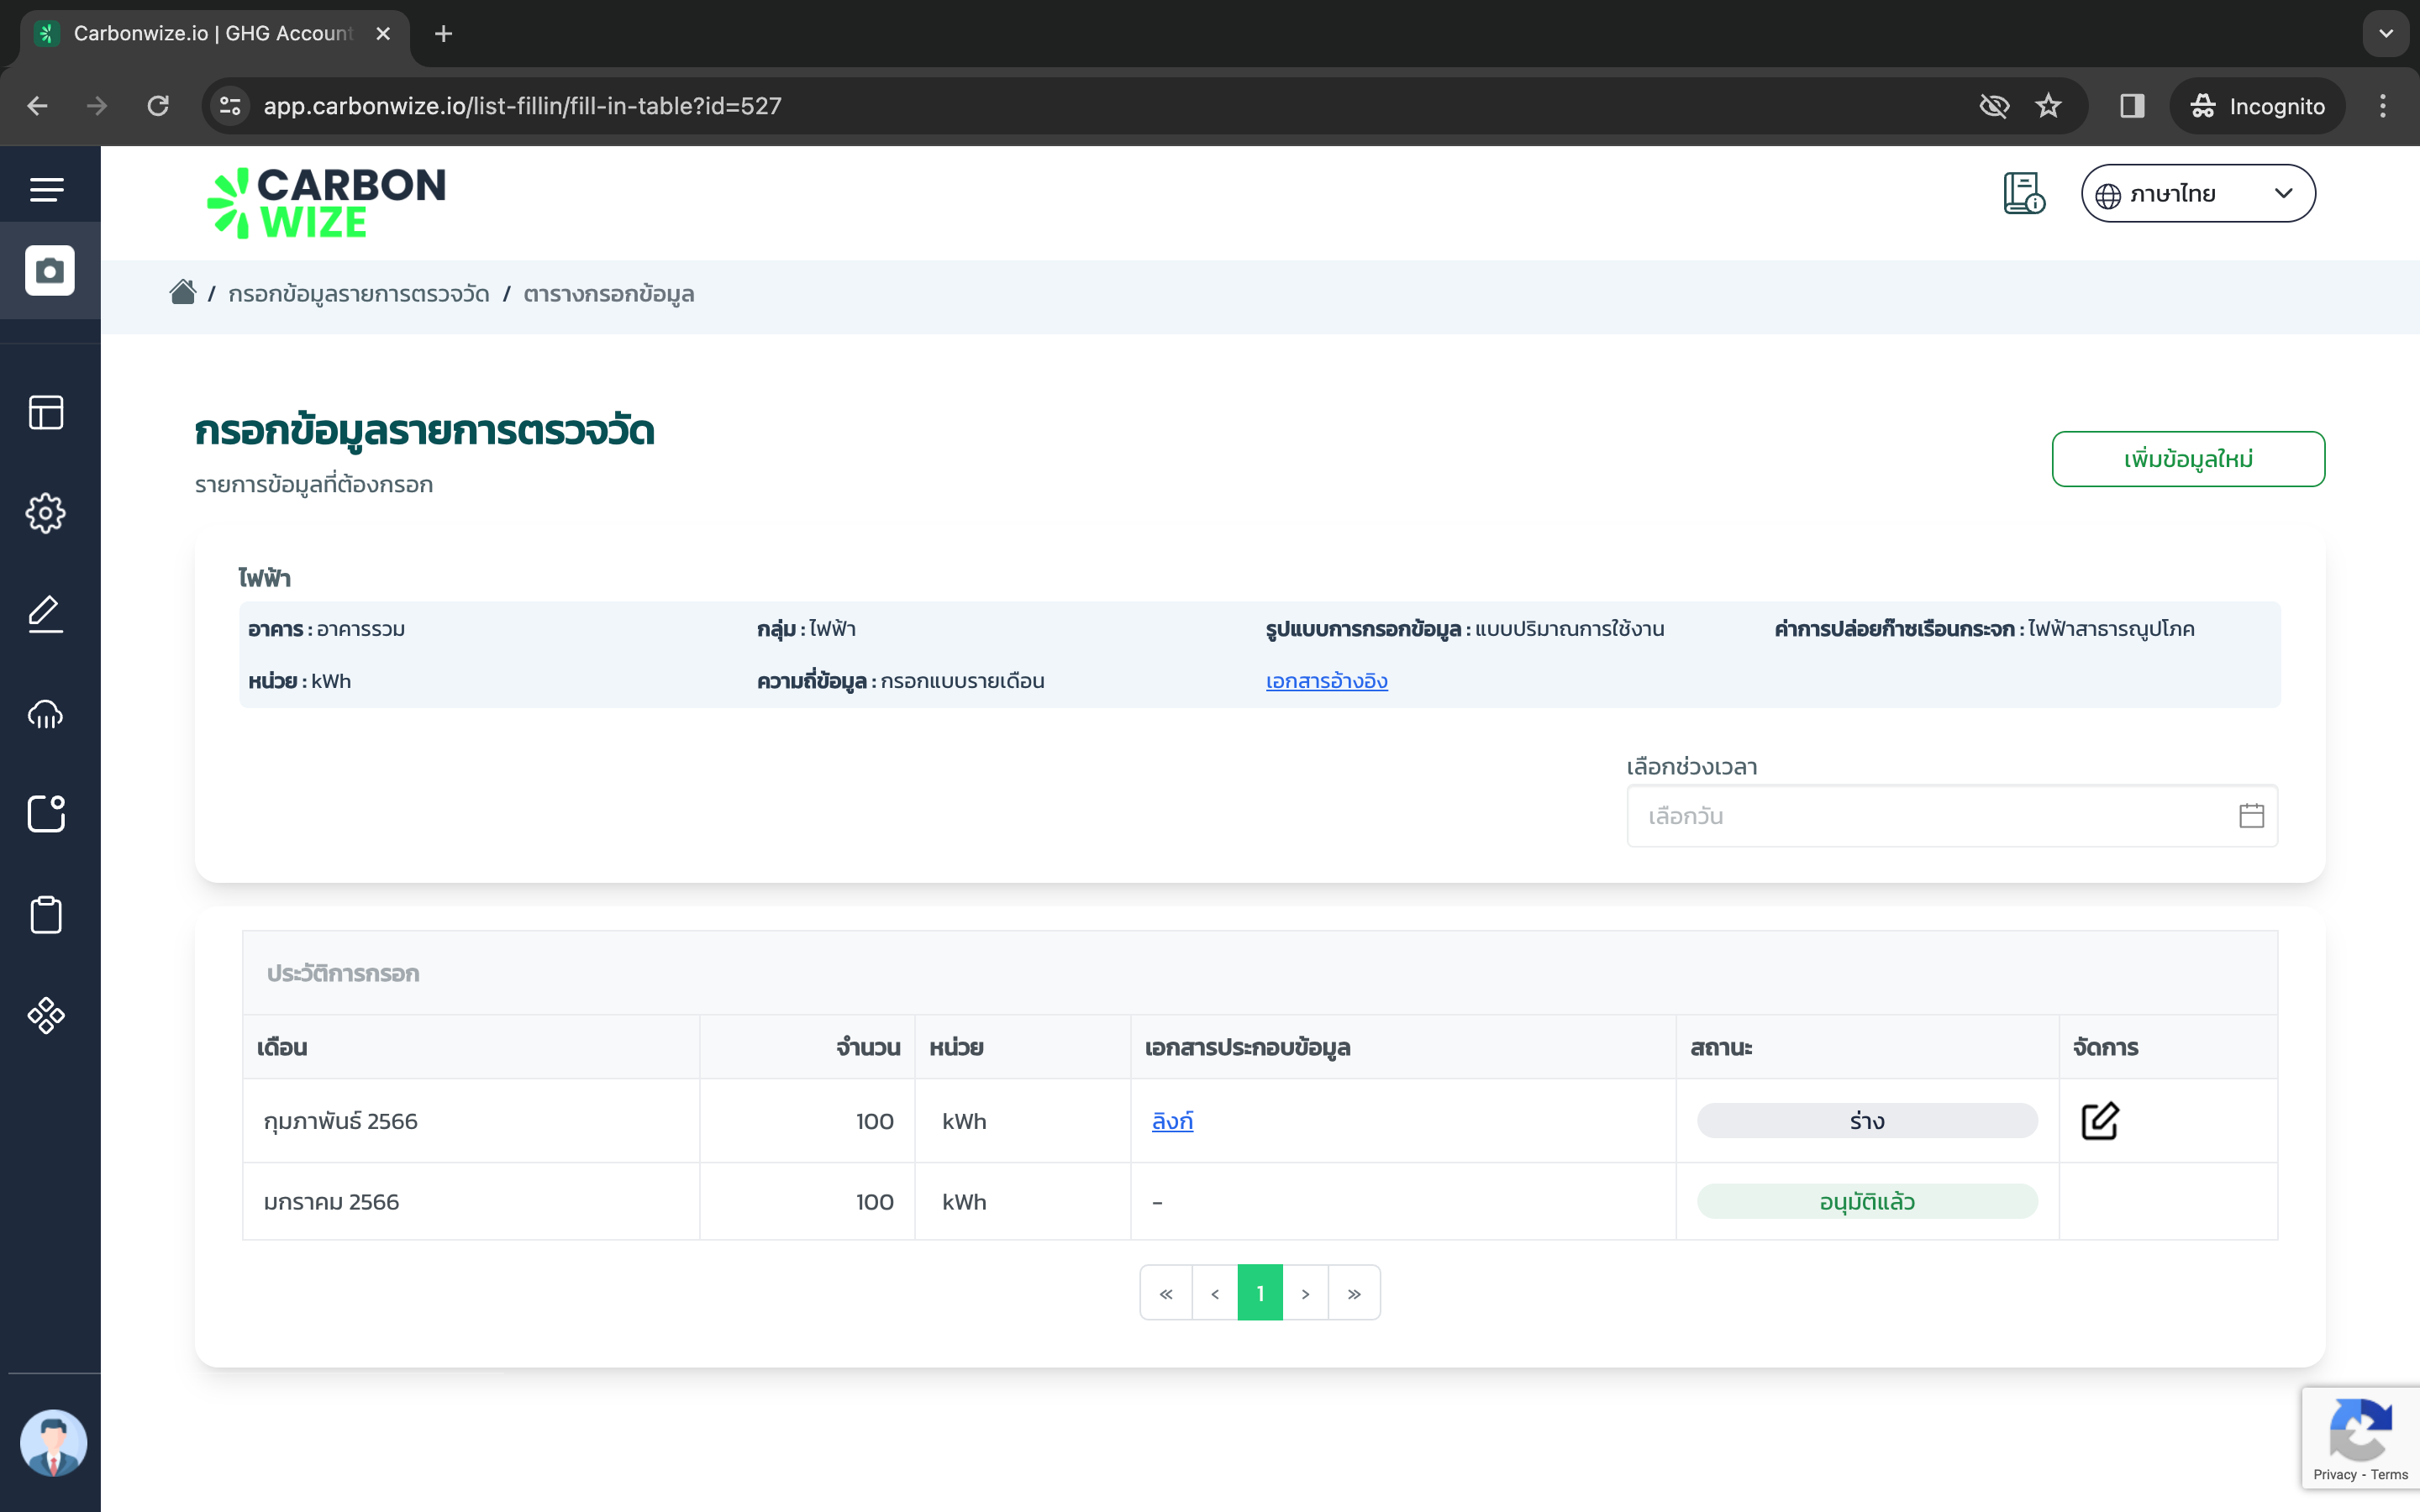 Carbonwize.io | GHG Account
app.carbonwize.io/list-fillin/fill-in-table?id=527
Incognito
CARBON
WIZE
ภาษาไทย
/ กรอกข้อมูลรายการตรวจวัด / ตารางกรอกข้อมูล
กรอกข้อมูลรายการตรวจวัด
รายการข้อมูลที่ต้องกรอก
เพิ่มข้อมูลใหม่
ไฟฟ้า
อาคาร : อาคารรวม กลุ่ม : ไฟฟ้า รูปแบบการกรอกข้อมูล : แบบปริมาณการใช้งาน ค่าการปล่อยก๊าซเรือนกระจก : ไฟฟ้าสาธารณูปโภค
หน่วย : kWh ความถี่ข้อมูล : กรอกแบบรายเดือน เอกสารอ้างอิง
เลือกช่วงเวลา
เลือกวัน
ประวัติการกรอก
เดือน จำนวน หน่วย เอกสารประกอบข้อมูล สถานะ จัดการ
กุมภาพันธ์ 2566 100 kWh ลิงก์ ร่าง
มกราคม 2566 100 kWh - อนุมัติแล้ว
« ‹ 1 › »
Privacy - Terms